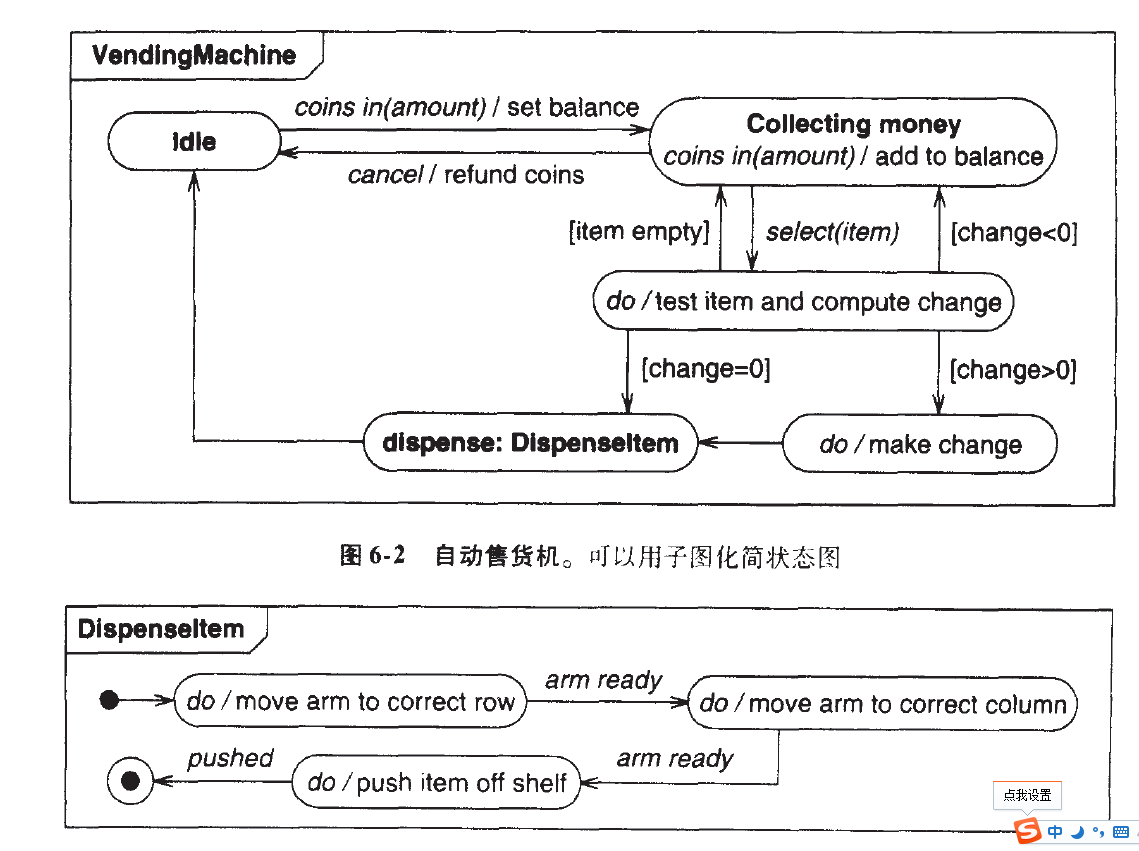 VendingMachine
coins in(amount) / set balance
Idle
Collecting money
coins in(amount) / add to balance
cancel / refund coins
[item empty]
select(item)
[change<0]
do / test item and compute change
[change=0]
[change>0]
dispense: DispenseItem
do / make change
图 6-2 自动售货机。可以用子图化简状态图
DispenseItem
do / move arm to correct row
arm ready
do / move arm to correct column
pushed
do / push item off shelf
arm ready
点我设置
S 中